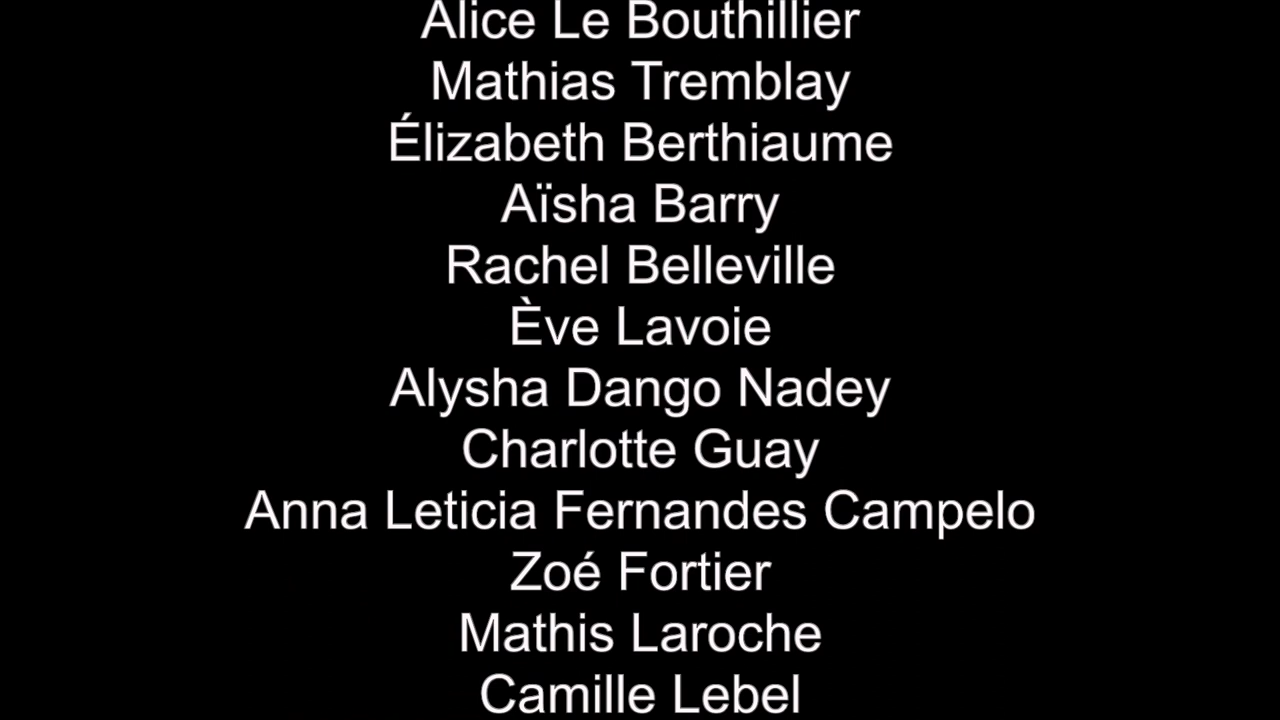 Alice Le Bouthillier
Mathias Tremblay
Élizabeth Berthiaume
Aïsha Barry
Rachel Belleville
Ève Lavoie
Alysha Dango Nadey
Charlotte Guay
Anna Leticia Fernandes Campelo
Zoé Fortier
Mathis Laroche
Camille Lebel